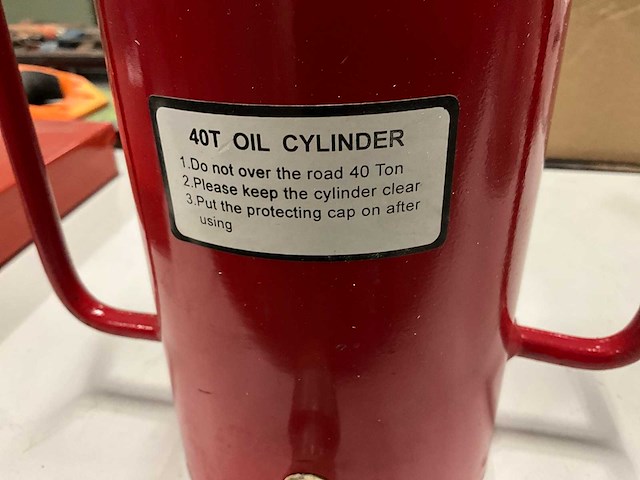 40T OIL CYLINDER
1.Do not over the road 40 Ton
2.Please keep the cylinder clear
3.Put the protecting cap on after
using